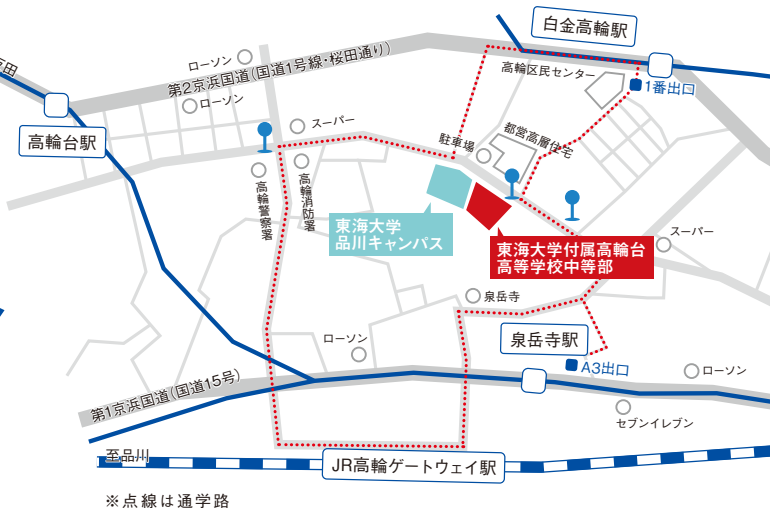 白金高輪駅
ローソン
第2京浜国道(国道1号線・桜田通り)
高輪区民センター
1番出口
ローソン
高輪台駅
スーパー
駐車場
都営高層住宅
高輪警察署
高輪消防署
東海大学
品川キャンパス
東海大学付属高輪台
高等学校中等部
スーパー
泉岳寺
泉岳寺駅
ローソン
A3出口
ローソン
第1京浜国道(国道15号)
セブンイレブン
至品川
JR高輪ゲートウェイ駅
※点線は通学路